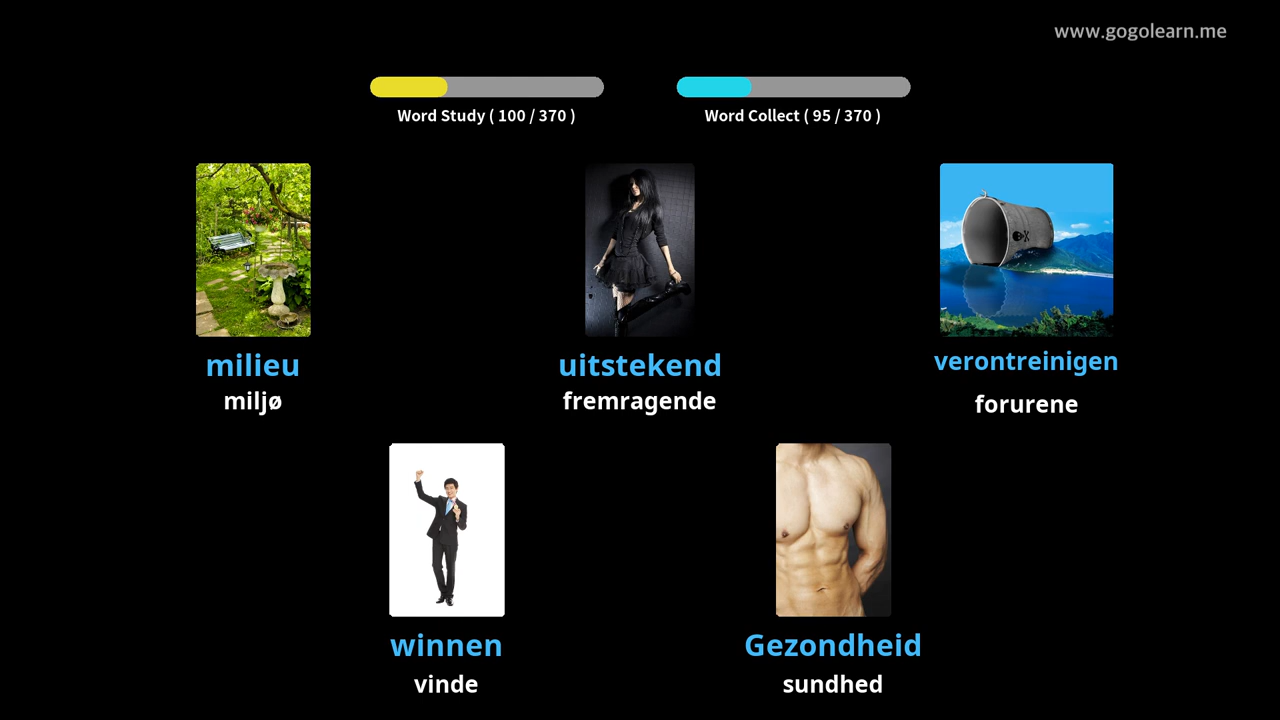 www.gogolearn.me
Word Study ( 100 / 370 )
Word Collect ( 95 / 370 )
milieu
miljø
uitstekend
fremragende
verontreinigen
forurene
winnen
vinde
Gezondheid
sundhed